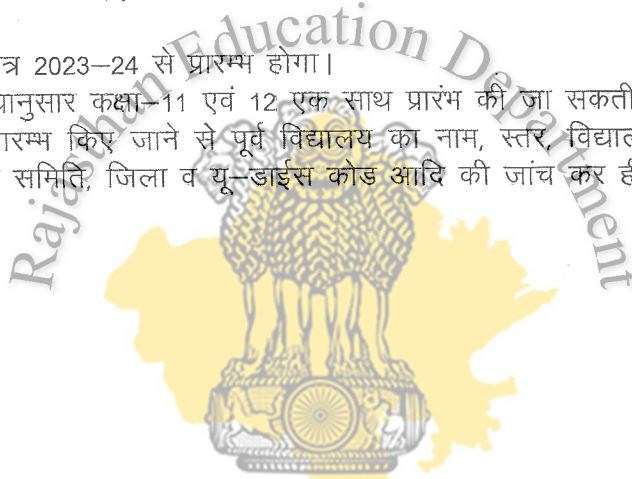 Rajasthan Education Department
त्र 2023–24 से प्रारम्भ होगा।
यानुसार कक्षा–11 एवं 12 एक साथ प्रारंभ की जा सकती
रम्भ किए जाने से पूर्व विद्यालय का नाम, स्तर, विद्याल
समिति, जिला व यू–डाईस कोड आदि की जांच कर ही